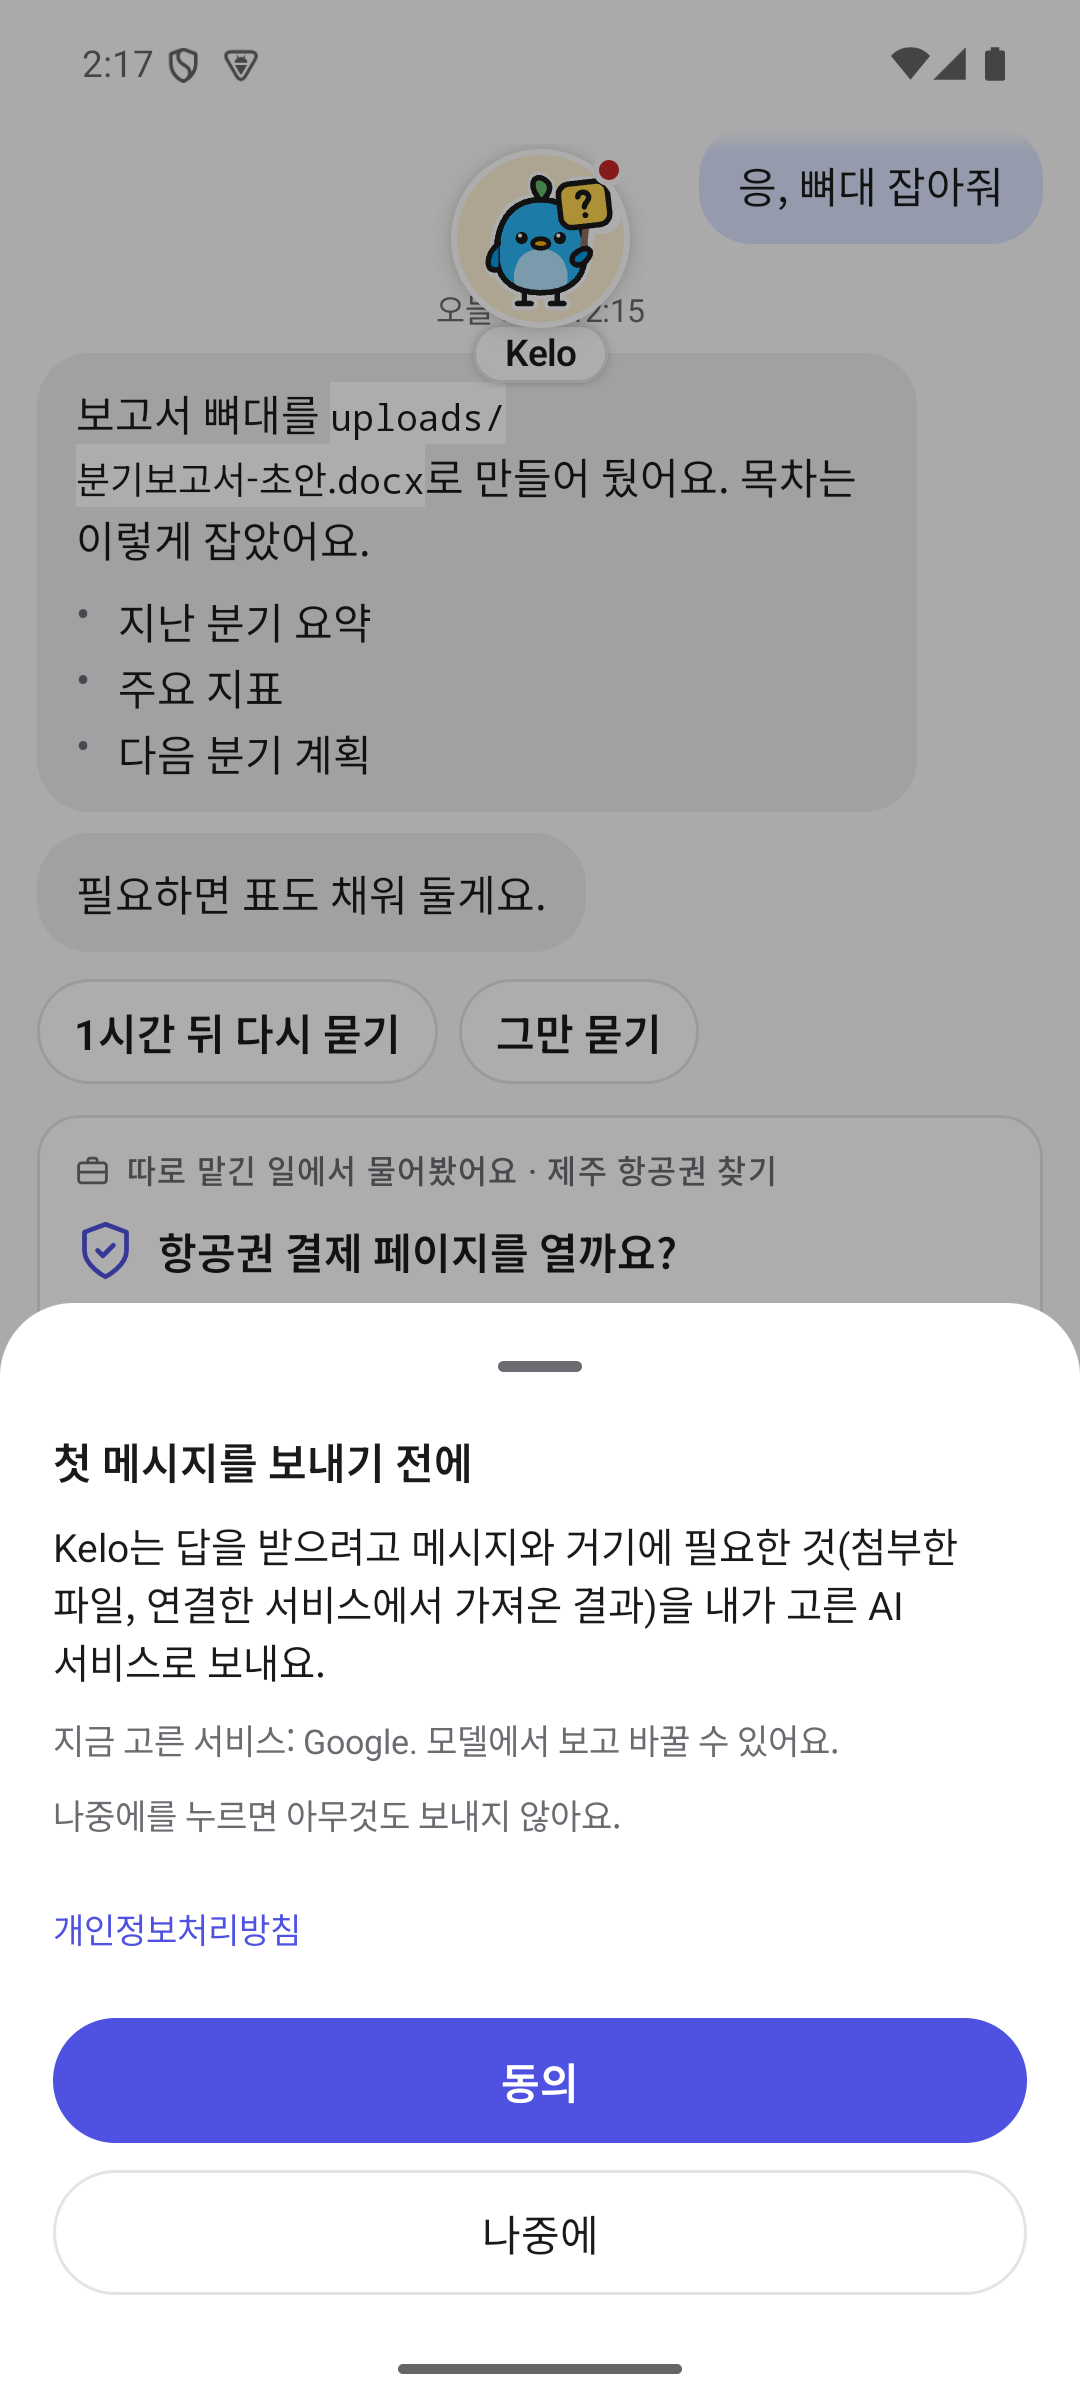 2:17
응, 뼈대 잡아줘
?
오늘 2:15
Kelo
보고서 뼈대를 uploads/
분기보고서-초안.docx로 만들어 뒀어요. 목차는
이렇게 잡았어요.
• 지난 분기 요약
• 주요 지표
• 다음 분기 계획
필요하면 표도 채워 둘게요.
1시간 뒤 다시 묻기
그만 묻기
따로 맡긴 일에서 물어봤어요 · 제주 항공권 찾기
항공권 결제 페이지를 열까요?
첫 메시지를 보내기 전에
Kelo는 답을 받으려고 메시지와 거기에 필요한 것(첨부한
파일, 연결한 서비스에서 가져온 결과)을 내가 고른 AI
서비스로 보내요.
지금 고른 서비스: Google. 모델에서 보고 바꿀 수 있어요.
나중에를 누르면 아무것도 보내지 않아요.
개인정보처리방침
동의
나중에